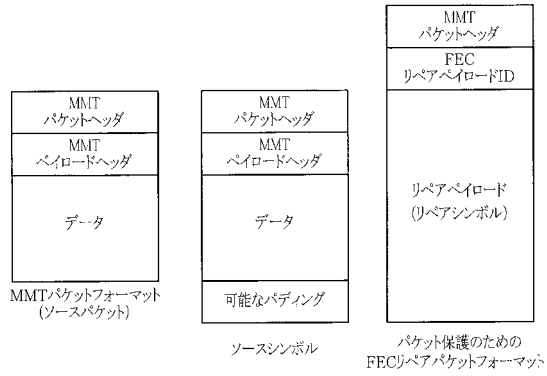 MMT
パケットヘッダ
MMT
ペイロードヘッダ
データ
MMTパケットフォーマット
(ソースパケット)
MMT
パケットヘッダ
MMT
ペイロードヘッダ
データ
可能なパディング
ソースシンボル
MMT
パケットヘッダ
FEC
リペアペイロードID
リペアペイロード
(リペアシンボル)
パケット保護のための
FECリペアパケットフォーマット